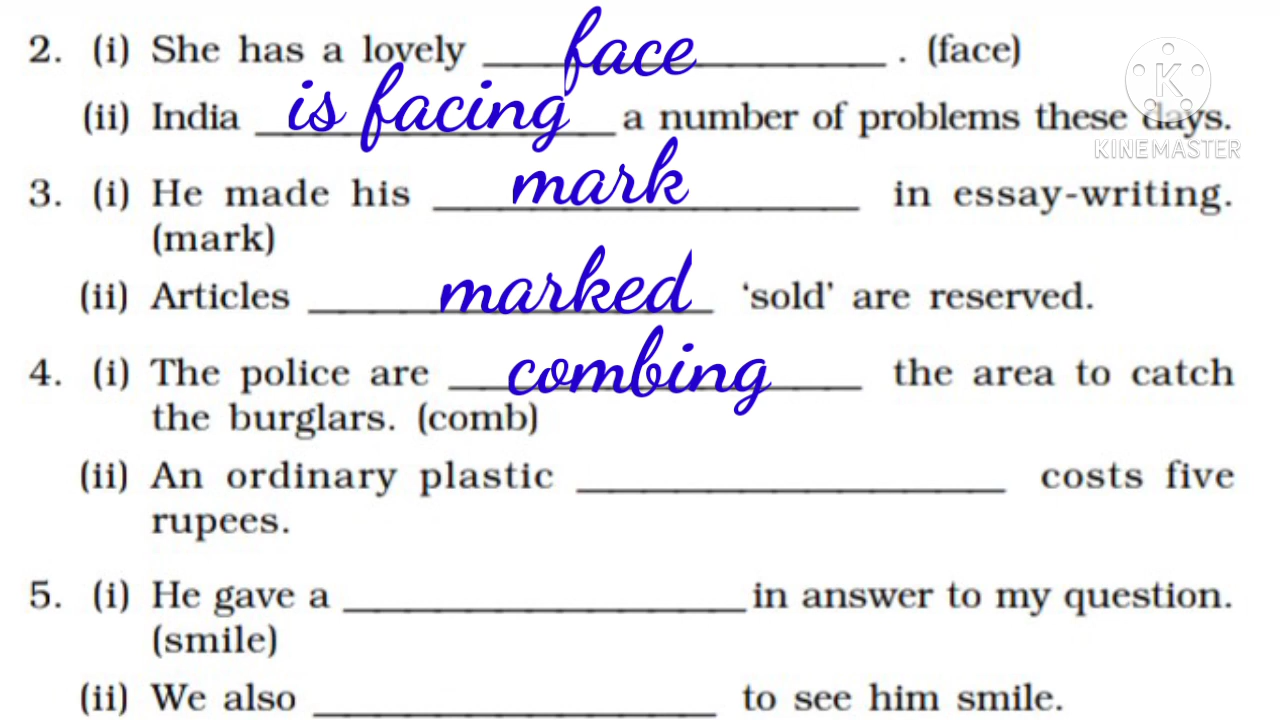 2. (i) She has a lovely face . (face)
(ii) India is facing a number of problems these days.
K
KINEMASTER
3. (i) He made his mark in essay-writing.
(mark)
(ii) Articles marked ‘sold’ are reserved.
4. (i) The police are combing the area to catch
the burglars. (comb)
(ii) An ordinary plastic ____________ costs five
rupees.
5. (i) He gave a ____________ in answer to my question.
(smile)
(ii) We also ____________ to see him smile.